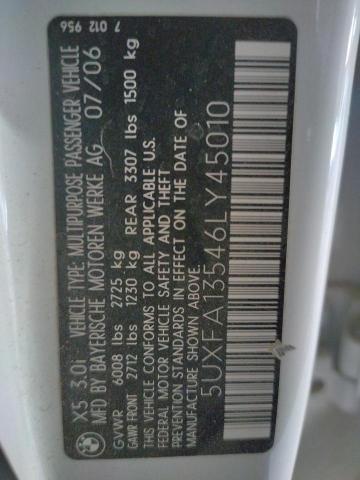 7 012 956
X5 3.0i VEHICLE TYPE: MULTIPURPOSE PASSENGER VEHICLE
MFD BY BAYERISCHE MOTOREN WERKE AG 07/06
GVWR 6008 lbs 2725 kg
GAWR FRONT 2712 lbs 1230 kg REAR 3307 lbs 1500 kg
THIS VEHICLE CONFORMS TO ALL APPLICABLE U.S.
FEDERAL MOTOR VEHICLE SAFETY AND THEFT
PREVENTION STANDARDS IN EFFECT ON THE DATE OF
MANUFACTURE SHOWN ABOVE.
5UXFA13546LY45010